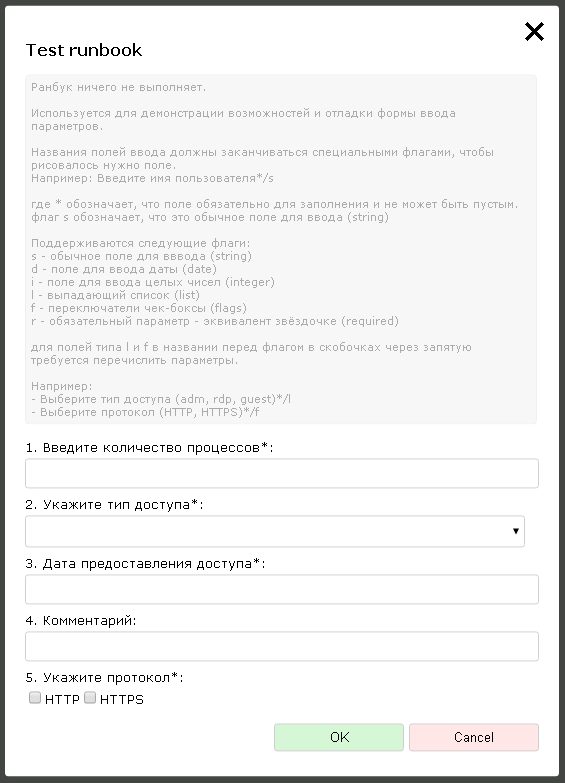 Test runbook
Ранбук ничего не выполняет.
Используется для демонстрации возможностей и отладки формы ввода
параметров.
Названия полей ввода должны заканчиваться специальными флагами, чтобы
рисовалось нужно поле.
Например: Введите имя пользователя*/s
где * обозначает, что поле обязательно для заполнения и не может быть пустым.
флаг s обозначает, что это обычное поле для ввода (string)
Поддерживаются следующие флаги:
s - обычное поле для вввода (string)
d - поле для ввода даты (date)
i - поле для ввода целых чисел (integer)
l - выпадающий список (list)
f - переключатели чек-боксы (flags)
r - обязательный параметр - эквивалент звёздочке (required)
для полей типа l и f в названии перед флагом в скобочках через запятую
требуется перечислить параметры.
Например:
- Выберите тип доступа (adm, rdp, guest)*/l
- Выберите протокол (HTTP, HTTPS)*/f
1. Введите количество процессов*:
2. Укажите тип доступа*:
3. Дата предоставления доступа*:
4. Комментарий:
5. Укажите протокол*:
HTTP HTTPS
OK Cancel